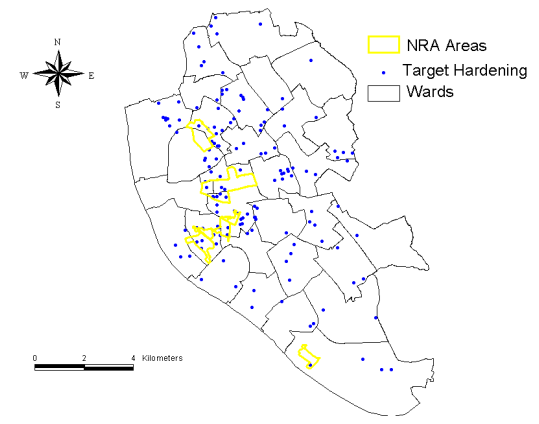 N
W E
S
NRA Areas
Target Hardening
Wards
0 2 4 Kilometers